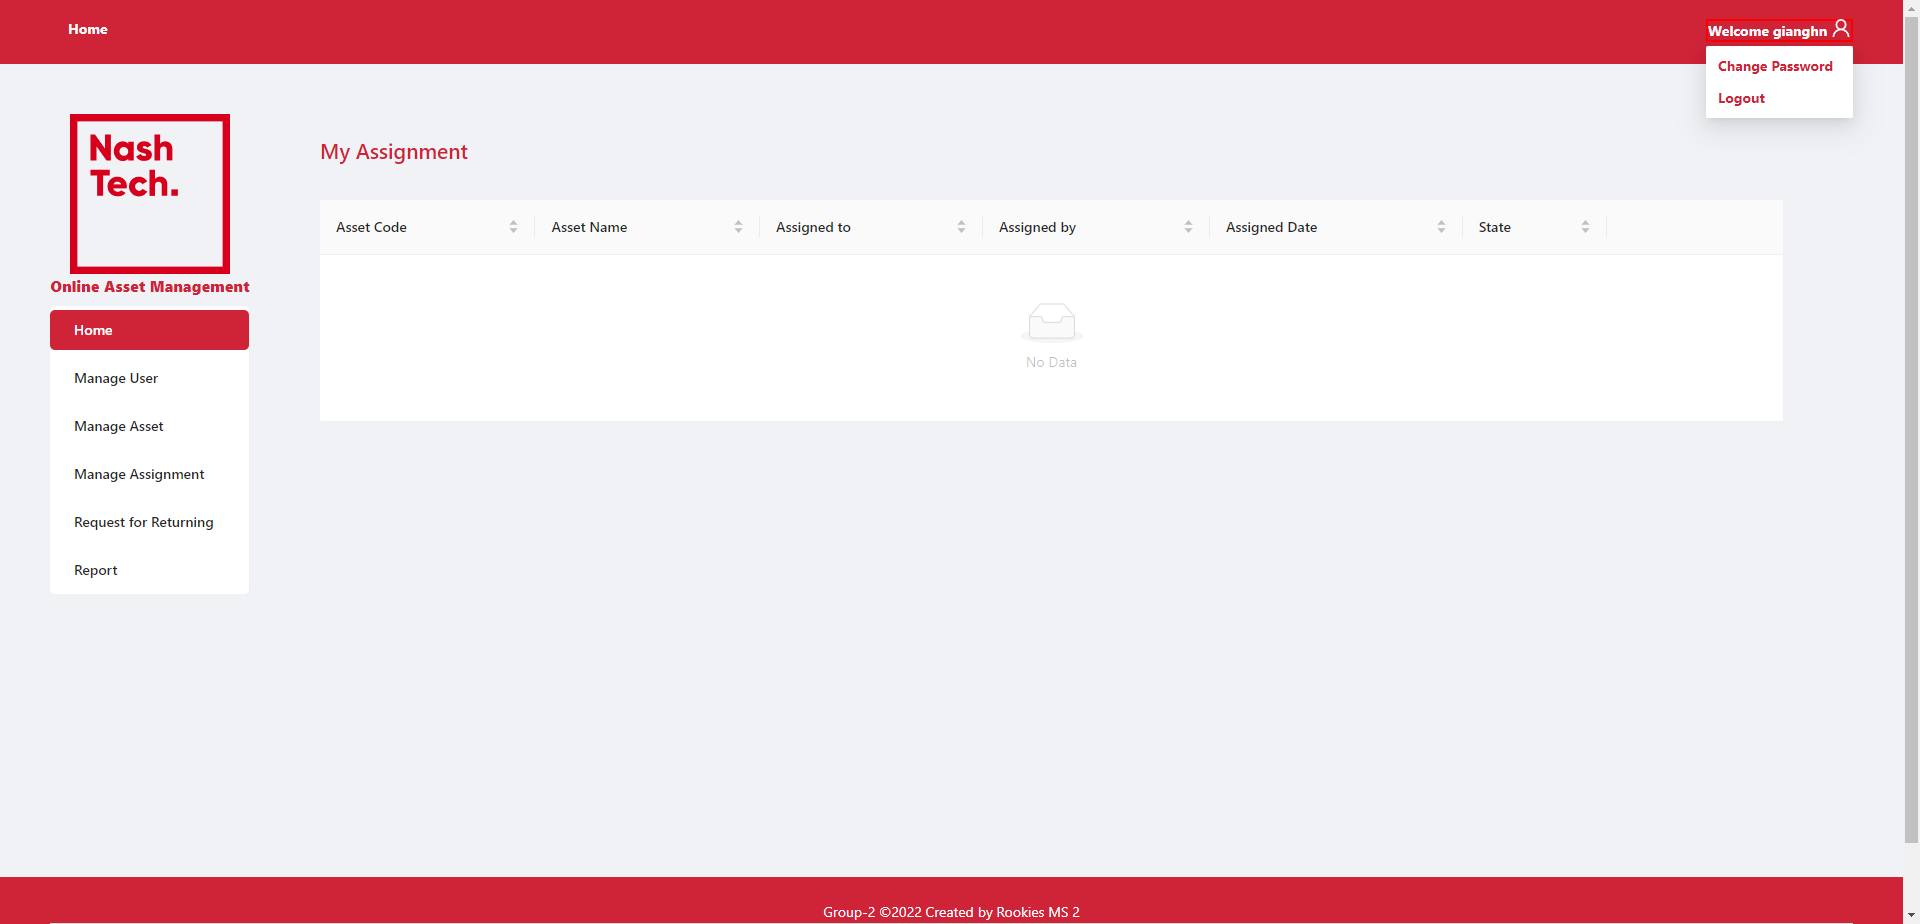 Home
Welcome gianghn
Change Password
Logout
Nash
Tech.
Online Asset Management
Home
Manage User
Manage Asset
Manage Assignment
Request for Returning
Report
My Assignment
Asset Code Asset Name Assigned to Assigned by Assigned Date State
No Data
Group-2 ©2022 Created by Rookies MS 2